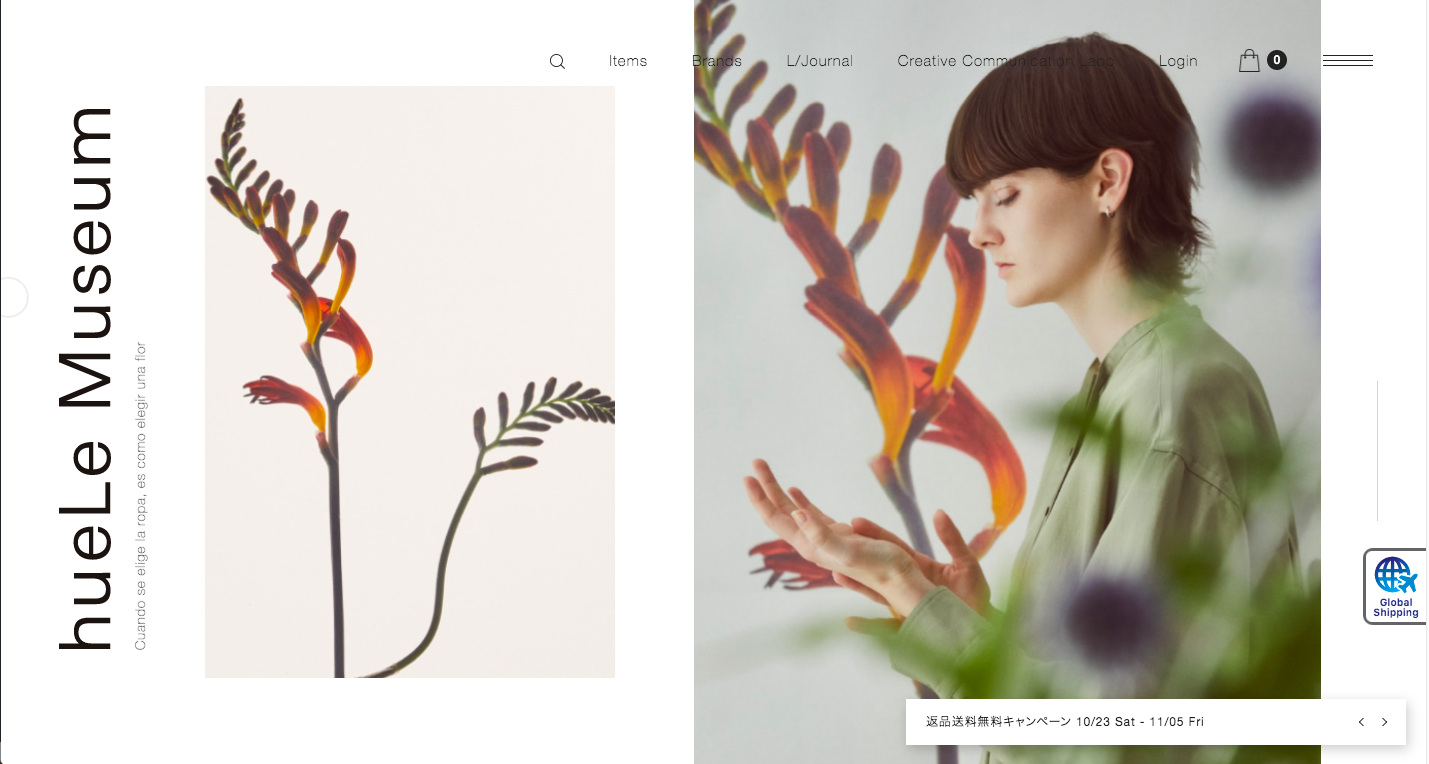 Items
Brands
L/Journal
Creative Communication Labo
Login
0
hueLe Museum
Cuando se elige la ropa, es como elegir una flor
Global
Shipping
返品送料無料キャンペーン 10/23 Sat - 11/05 Fri